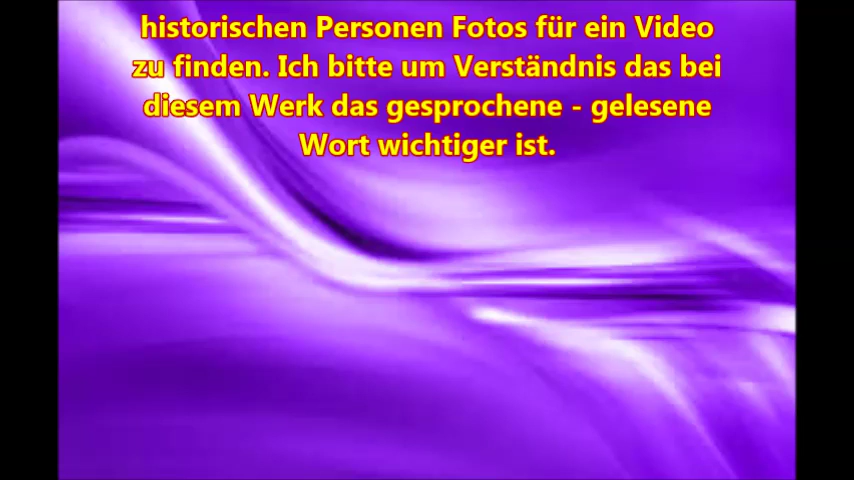 historischen Personen Fotos für ein Video
zu finden. Ich bitte um Verständnis das bei
diesem Werk das gesprochene - gelesene
Wort wichtiger ist.